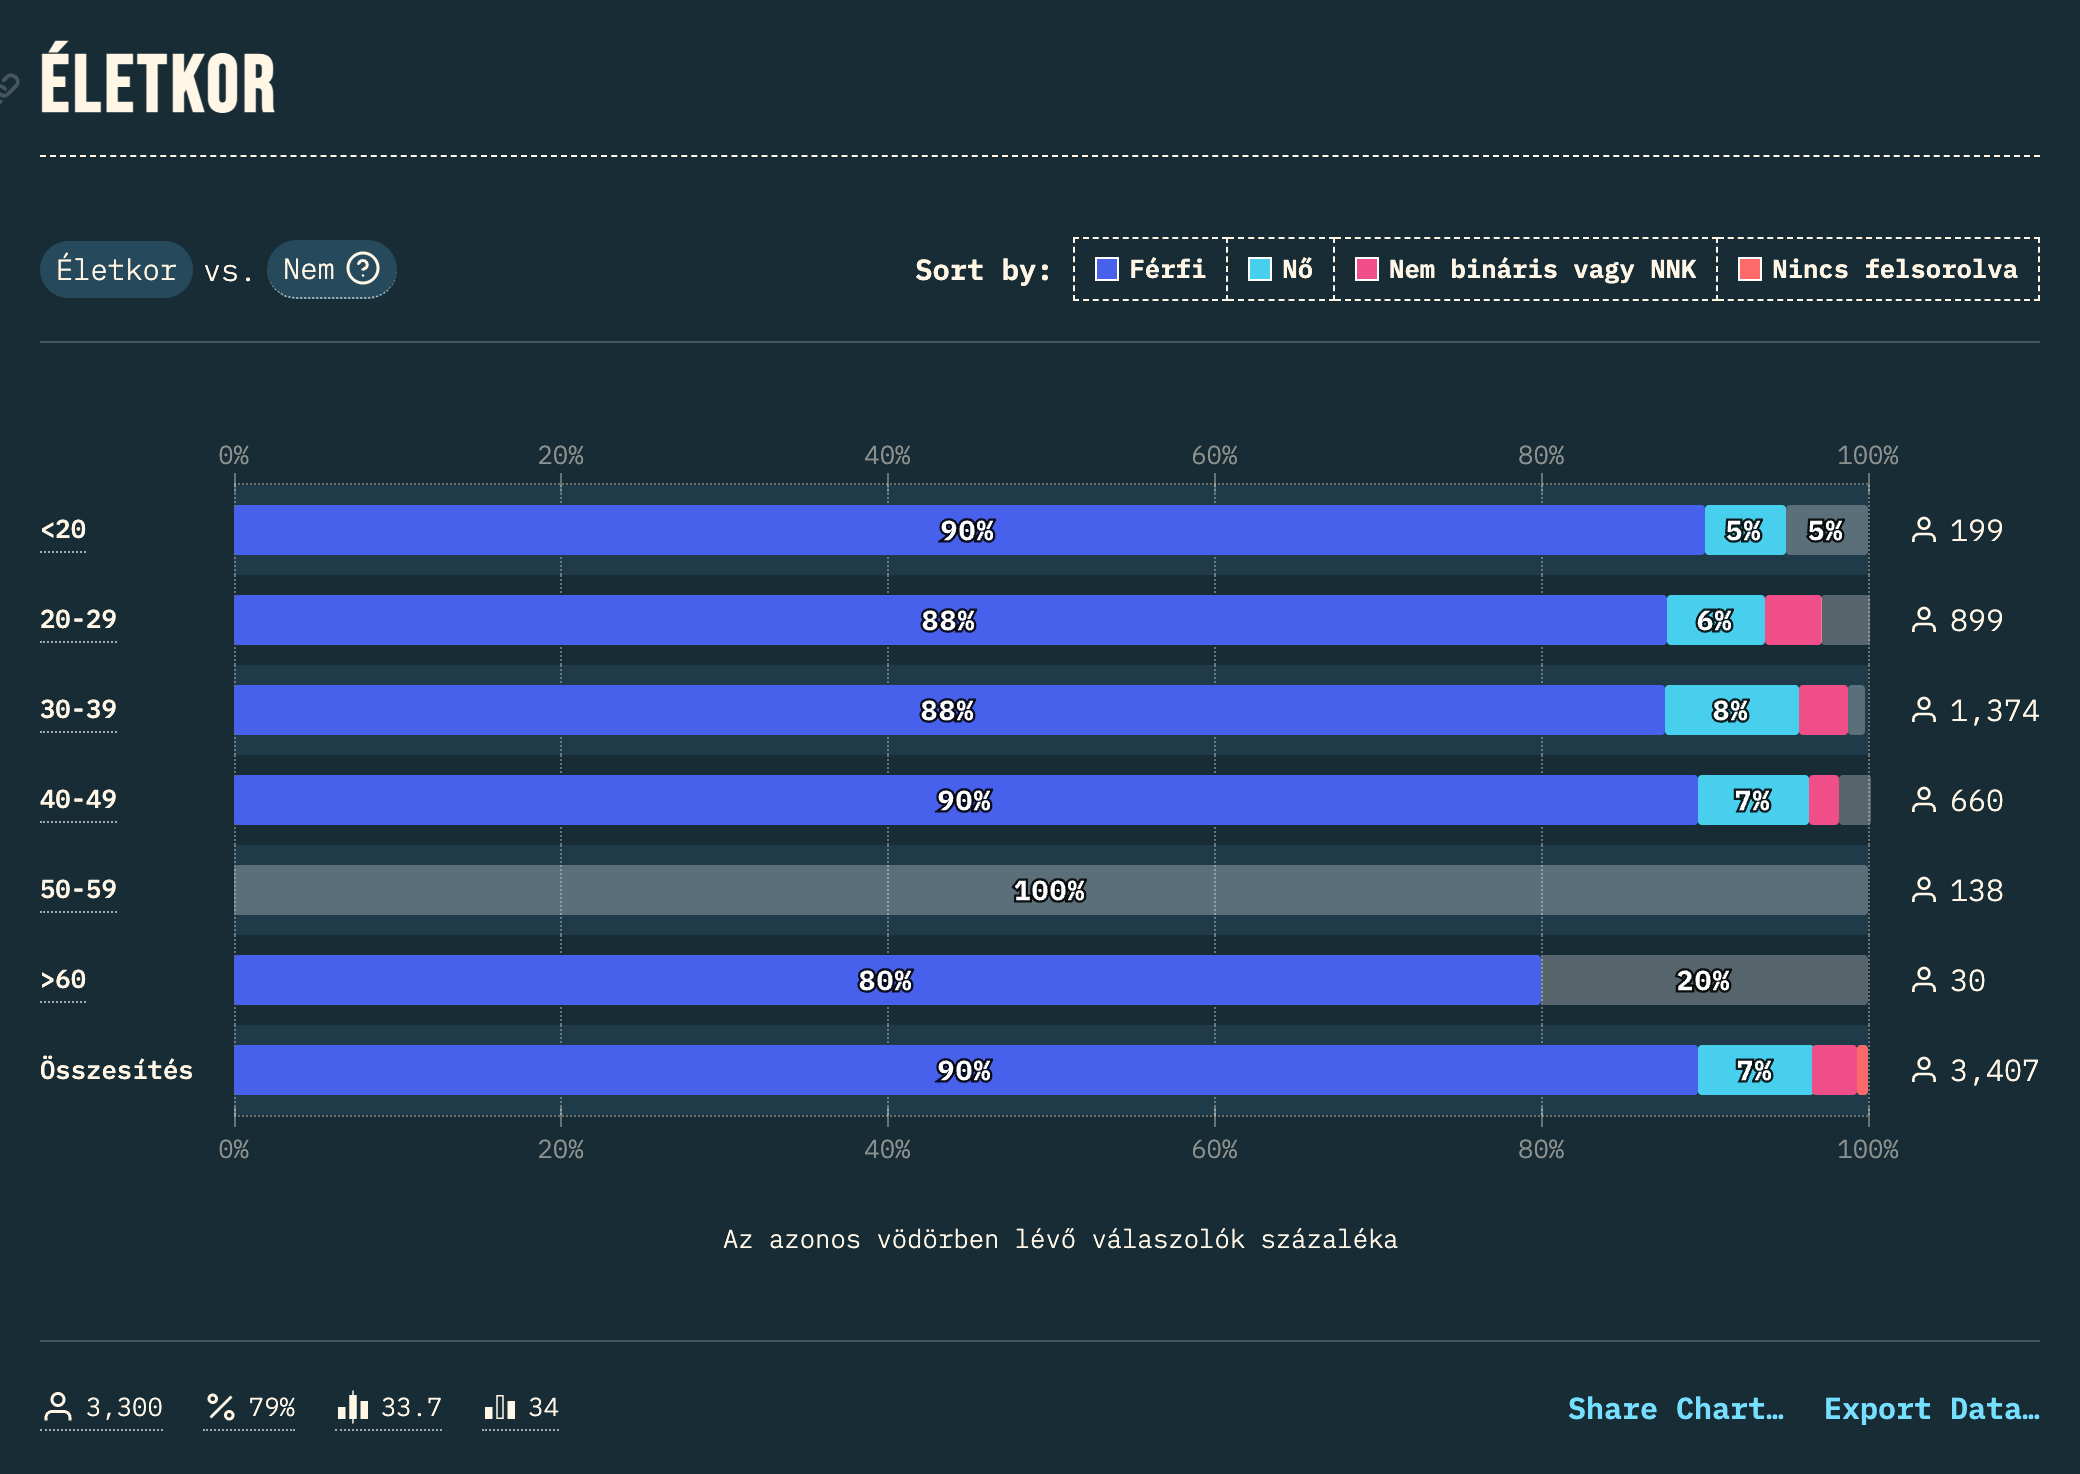 ÉLETKOR
Életkor vs. Nem
Sort by: Férfi Nő Nem bináris vagy NNK Nincs felsorolva
0% 20% 40% 60% 80% 100%
<20 90% 5% 5% 199
20-29 88% 6% 899
30-39 88% 8% 1,374
40-49 90% 7% 660
50-59 100% 138
>60 80% 20% 30
Összesítés 90% 7% 3,407
0% 20% 40% 60% 80% 100%
Az azonos vödörben lévő válaszolók százaléka
3,300 79% 33.7 34 Share Chart… Export Data…